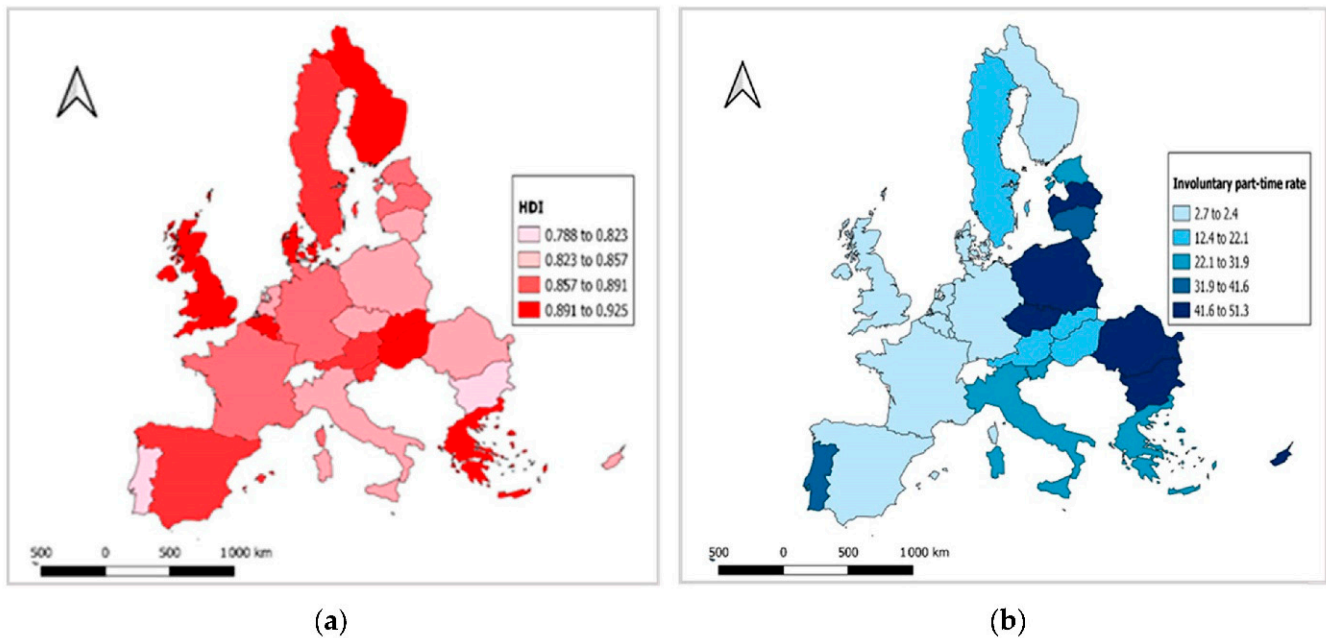 HDI
0.788 to 0.823
0.823 to 0.857
0.857 to 0.891
0.891 to 0.925
500 0 500 1000 km
(a)
Involuntary part-time rate
2.7 to 2.4
12.4 to 22.1
22.1 to 31.9
31.9 to 41.6
41.6 to 51.3
500 0 500 1000 km
(b)